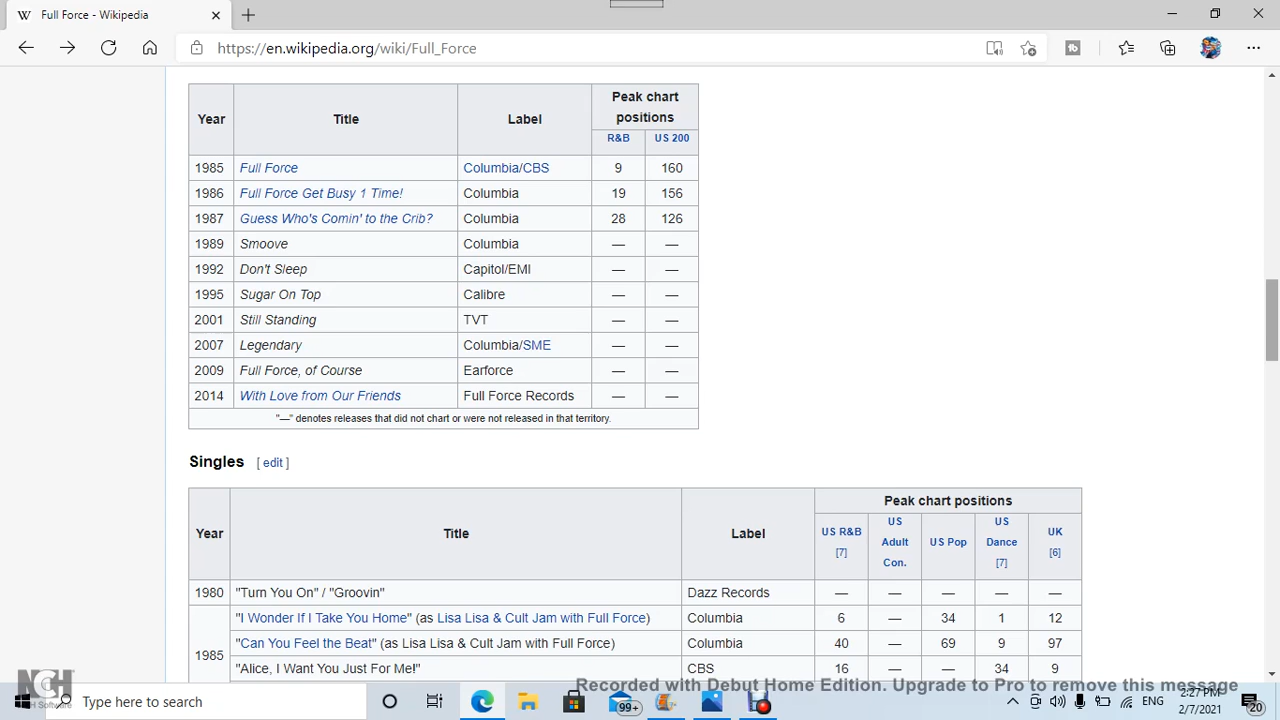 Full Force - Wikipedia
https://en.wikipedia.org/wiki/Full_Force
Year Title Label Peak chart positions
R&B US 200
1985 Full Force Columbia/CBS 9 160
1986 Full Force Get Busy 1 Time! Columbia 19 156
1987 Guess Who's Comin' to the Crib? Columbia 28 126
1989 Smoove Columbia — —
1992 Don't Sleep Capitol/EMI — —
1995 Sugar On Top Calibre — —
2001 Still Standing TVT — —
2007 Legendary Columbia/SME — —
2009 Full Force, of Course Earforce — —
2014 With Love from Our Friends Full Force Records — —
"—" denotes releases that did not chart or were not released in that territory.
Singles [ edit ]
Year Title Label Peak chart positions
US R&B [7] US Adult Con. US Pop US Dance [7] UK [6]
1980 "Turn You On" / "Groovin" Dazz Records — — — — —
1985 "I Wonder If I Take You Home" (as Lisa Lisa & Cult Jam with Full Force) Columbia 6 — 34 1 12
"Can You Feel the Beat" (as Lisa Lisa & Cult Jam with Full Force) Columbia 40 — 69 9 97
"Alice, I Want You Just For Me!" CBS 16 — — 34 9
Recorded with Debut Home Edition. Upgrade to Pro to remove this message
NCH
NCH Software
Type here to search
99+
ENG
2:27 PM
2/7/2021
20